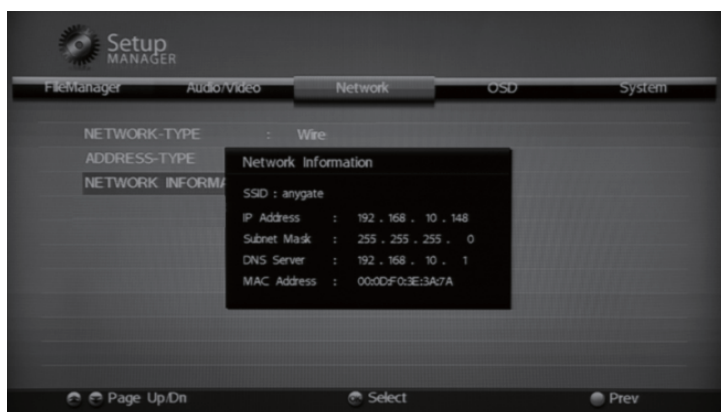 Setup
MANAGER
FileManager Audio/Video Network OSD System
NETWORK-TYPE : Wire
ADDRESS-TYPE
NETWORK INFORMA
Network Information
SSID : anygate
IP Address : 192 . 168 . 10 . 148
Subnet Mask : 255 . 255 . 255 . 0
DNS Server : 192 . 168 . 10 . 1
MAC Address : 00:0D:F0:3E:3A:7A
Page Up/Dn Select Prev